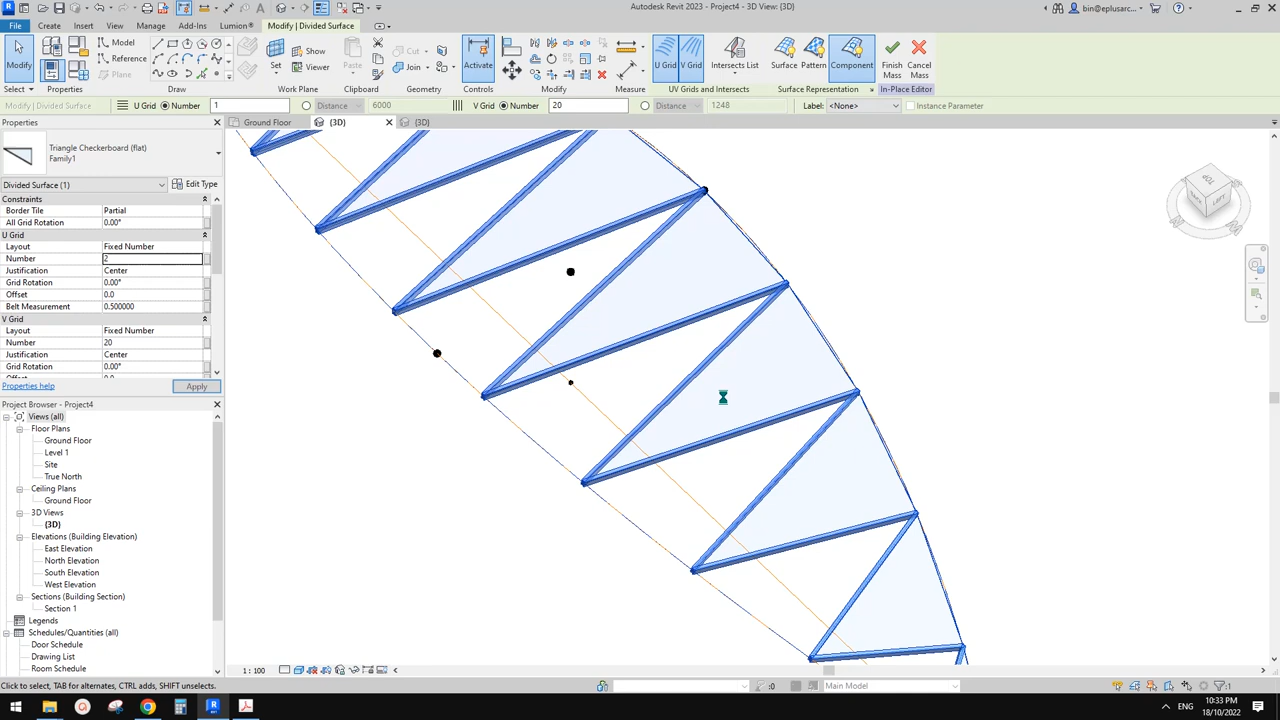 Autodesk Revit 2023 - Project4 - 3D View: {3D}
bin@eplusarc...
File Create Insert View Manage Add-Ins Lumion® Modify | Divided Surface
Modify
Model
Reference
Plane
Set
Show
Viewer
Paste
Cut
Join
Activate
U Grid V Grid
Intersects List
Surface Pattern Component
Finish Mass
Cancel Mass
Select Properties Draw Work Plane Clipboard Geometry Controls Modify Measure UV Grids and Intersects Surface Representation In-Place Editor
Modify | Divided Surface U Grid Number 1 Distance 6000 V Grid Number 20 Distance 1248 Label: <None> Instance Parameter
Properties
Ground Floor {3D} {3D}
Triangle Checkerboard (flat)
Family1
Divided Surface (1) Edit Type
Constraints
Border Tile Partial
All Grid Rotation 0.00°
U Grid
Layout Fixed Number
Number 2
Justification Center
Grid Rotation 0.00°
Offset 0.0
Belt Measurement 0.500000
V Grid
Layout Fixed Number
Number 20
Justification Center
Grid Rotation 0.00°
Offset 0.0
Properties help Apply
Project Browser - Project4
Views (all)
Floor Plans
Ground Floor
Level 1
Site
True North
Ceiling Plans
Ground Floor
3D Views
{3D}
Elevations (Building Elevation)
East Elevation
North Elevation
South Elevation
West Elevation
Sections (Building Section)
Section 1
Legends
Schedules/Quantities (all)
Door Schedule
Drawing List
Room Schedule
TOP
BACK LEFT
1 : 100
Click to select, TAB for alternates, CTRL adds, SHIFT unselects.
:0
Main Model
:1
ENG
10:33 PM
18/10/2022